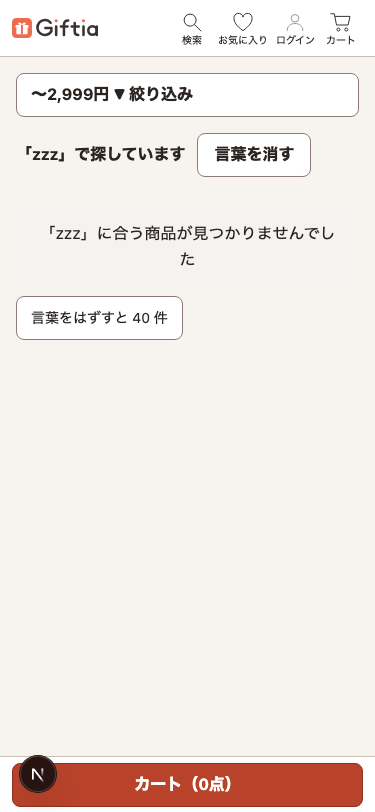 Giftia
検索
お気に入り
ログイン
カート
〜2,999円 ▼ 絞り込み
「zzz」で探しています
言葉を消す
「zzz」に合う商品が見つかりませんでし
た
言葉をはずすと 40 件
N
カート（0点）